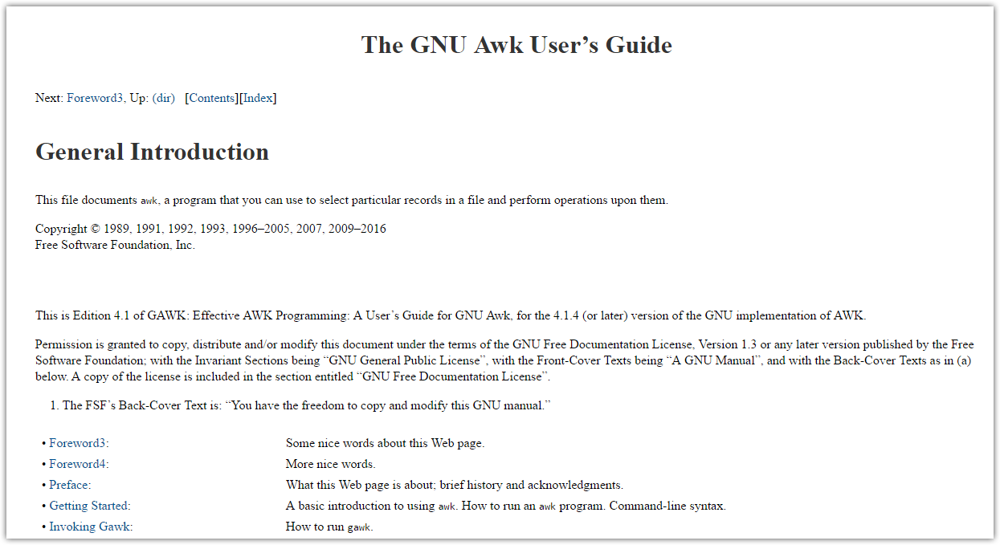 The GNU Awk User’s Guide
Next: Foreword3, Up: (dir) [Contents][Index]
General Introduction
This file documents awk, a program that you can use to select particular records in a file and perform operations upon them.
Copyright © 1989, 1991, 1992, 1993, 1996–2005, 2007, 2009–2016
Free Software Foundation, Inc.
This is Edition 4.1 of GAWK: Effective AWK Programming: A User’s Guide for GNU Awk, for the 4.1.4 (or later) version of the GNU implementation of AWK.
Permission is granted to copy, distribute and/or modify this document under the terms of the GNU Free Documentation License, Version 1.3 or any later version published by the Free
Software Foundation; with the Invariant Sections being “GNU General Public License”, with the Front-Cover Texts being “A GNU Manual”, and with the Back-Cover Texts as in (a)
below. A copy of the license is included in the section entitled “GNU Free Documentation License”.
1. The FSF’s Back-Cover Text is: “You have the freedom to copy and modify this GNU manual.”
• Foreword3: Some nice words about this Web page.
• Foreword4: More nice words.
• Preface: What this Web page is about; brief history and acknowledgments.
• Getting Started: A basic introduction to using awk. How to run an awk program. Command-line syntax.
• Invoking Gawk: How to run gawk.